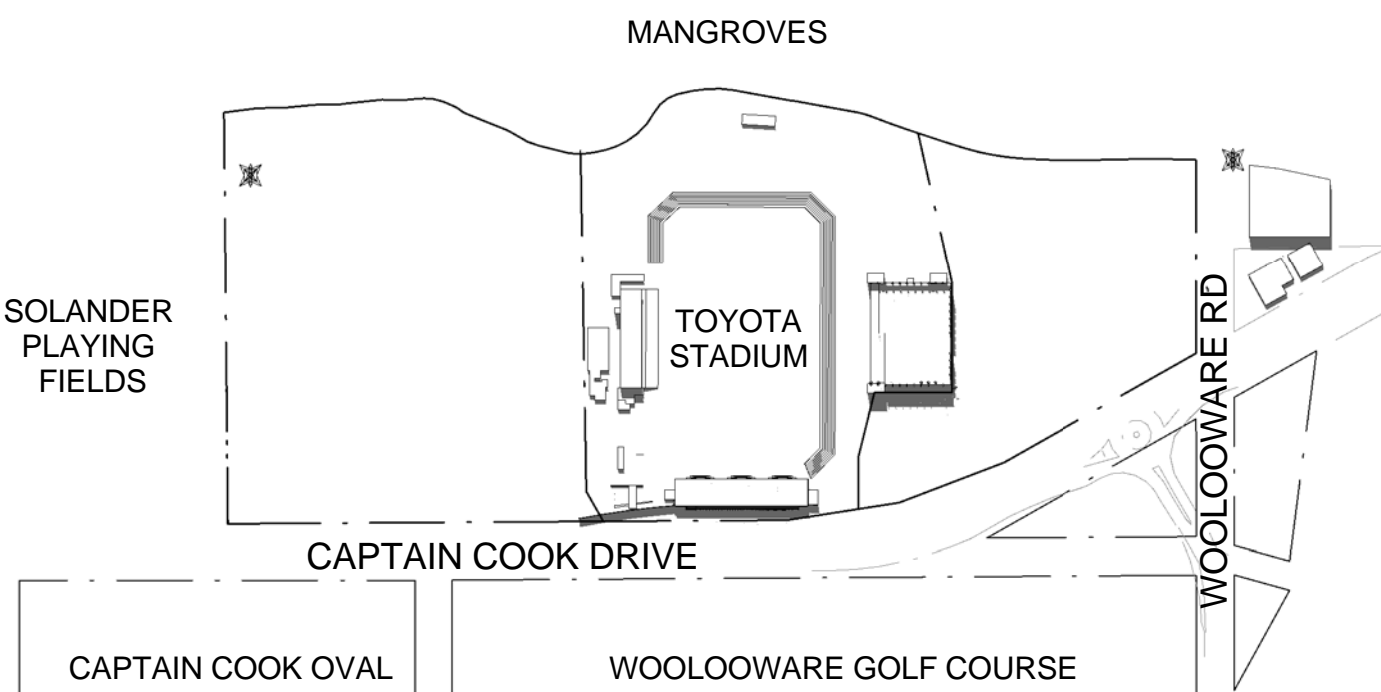 MANGROVES
SOLANDER
PLAYING
FIELDS
TOYOTA
STADIUM
WOOLOOWARE RD
CAPTAIN COOK DRIVE
CAPTAIN COOK OVAL
WOOLOOWARE GOLF COURSE